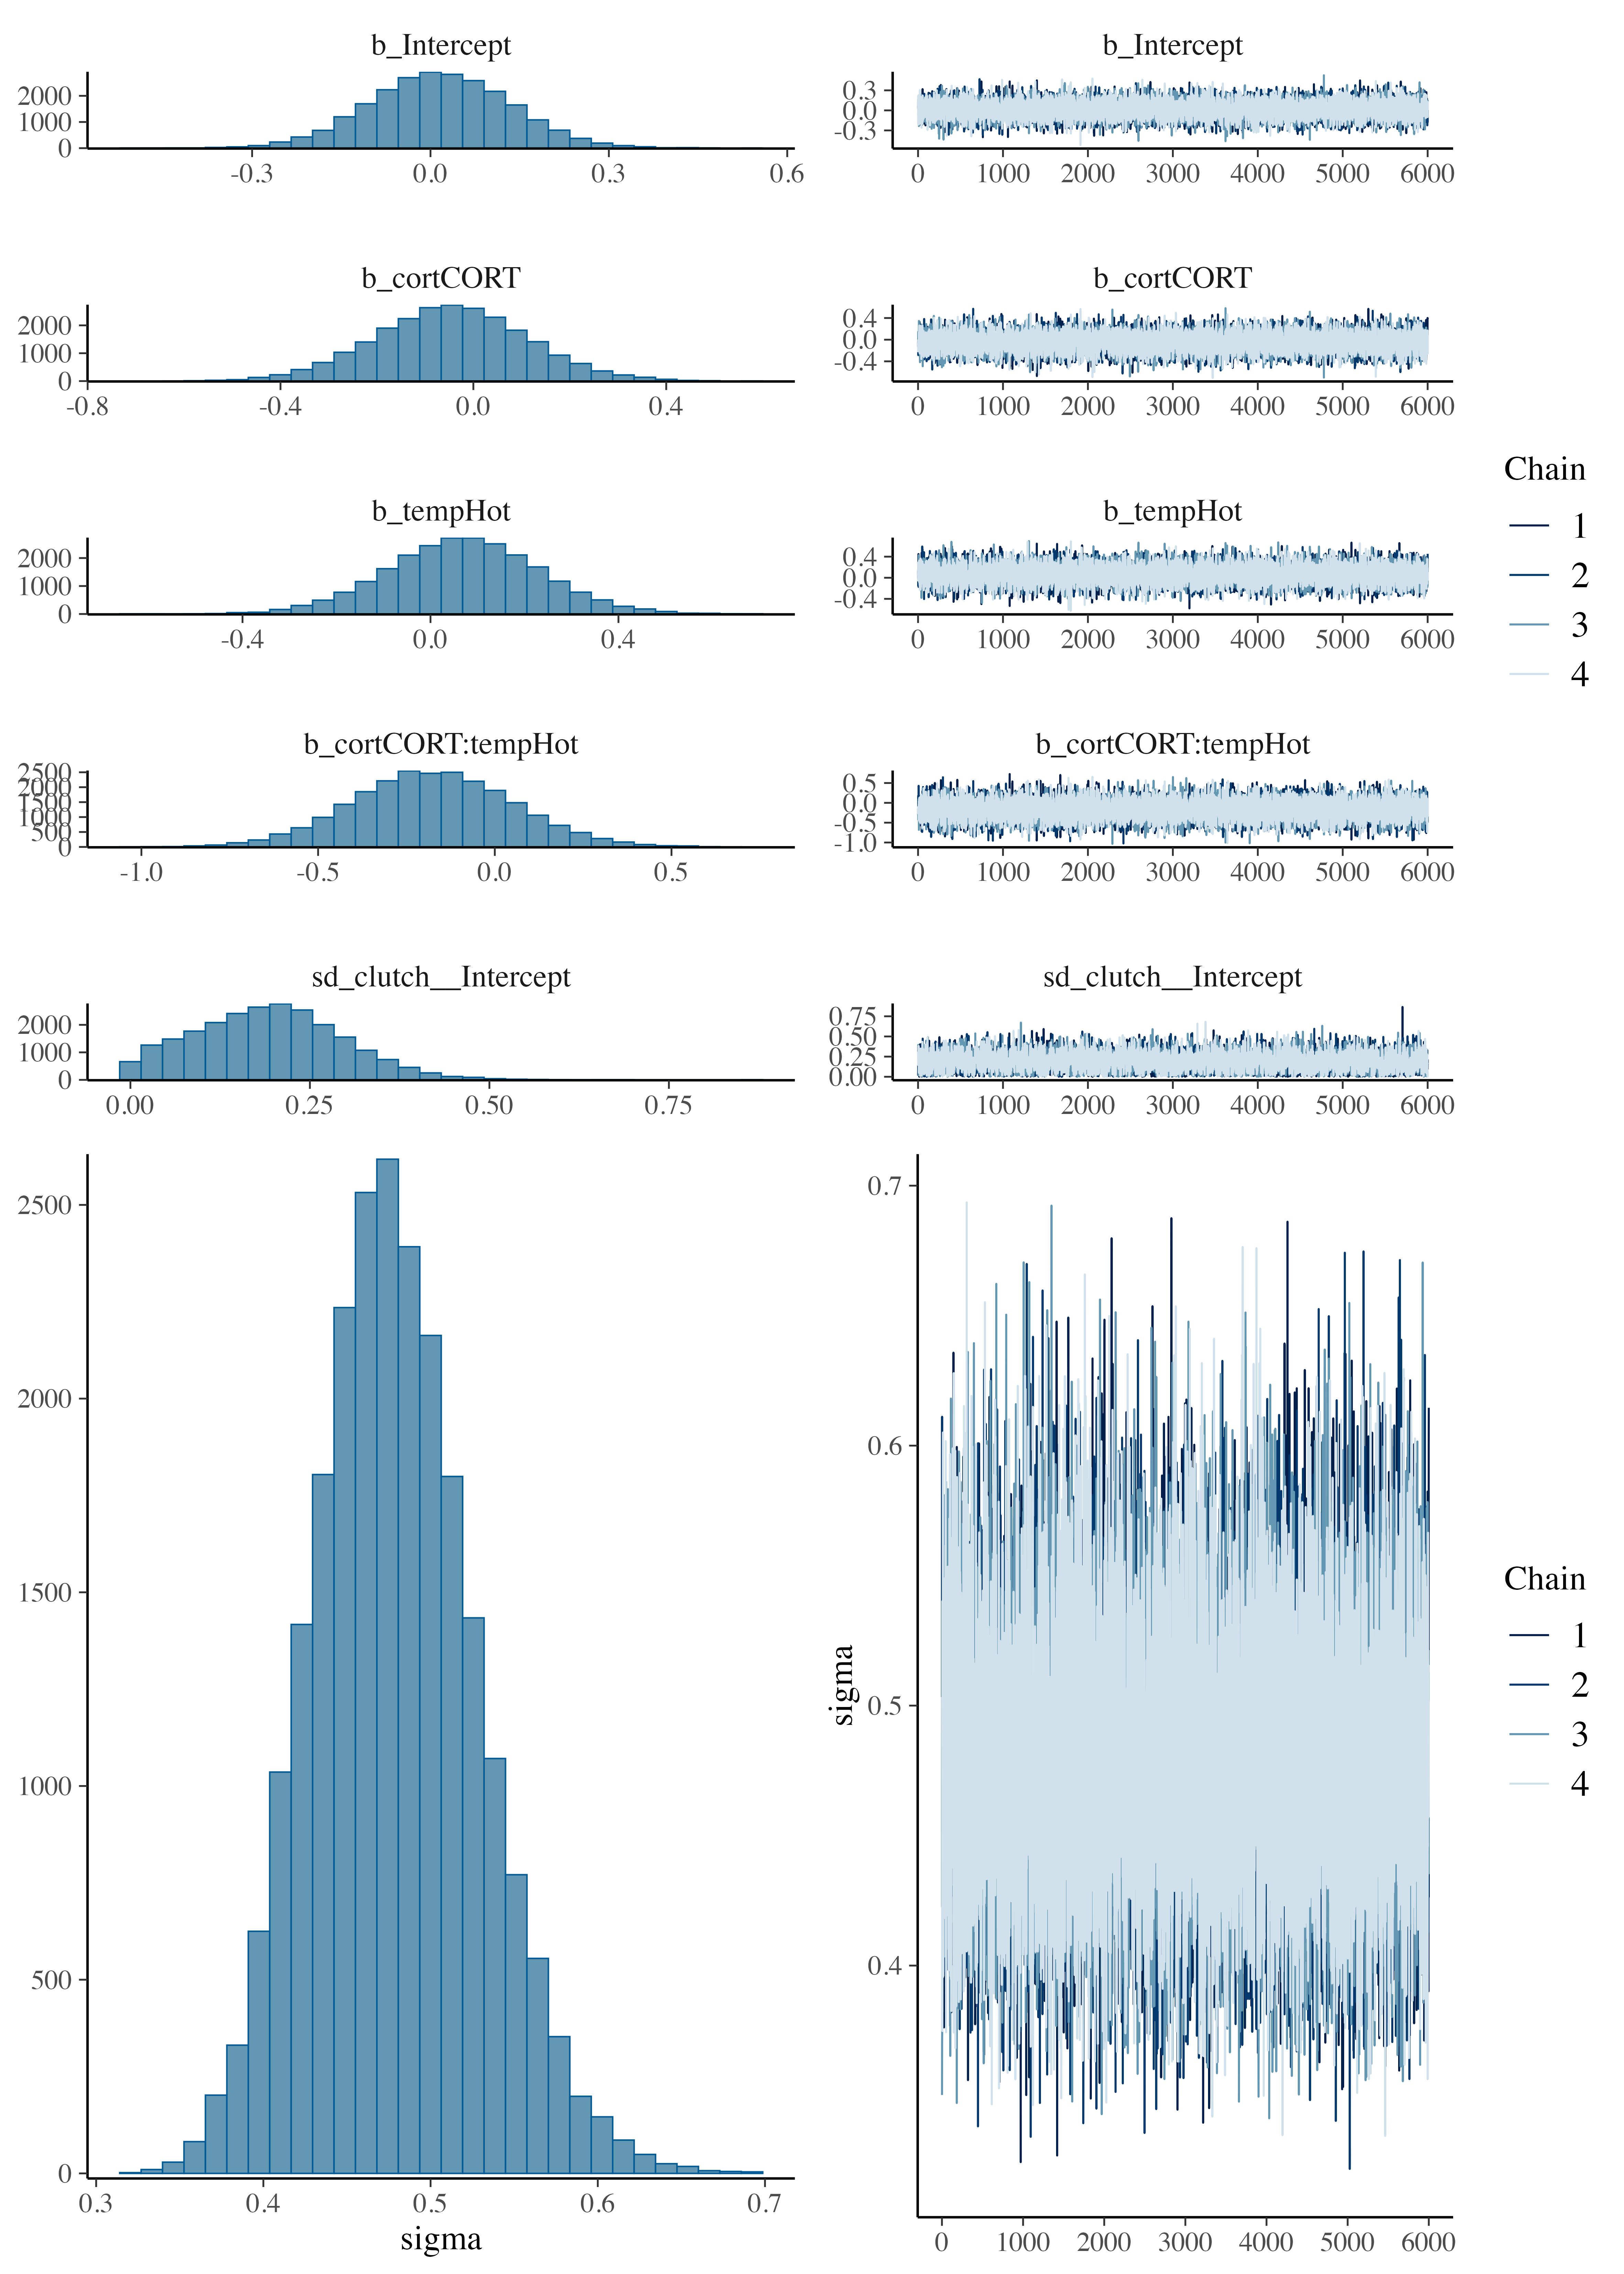 b_Intercept
2000
1000
0
-0.3 0.0 0.3 0.6
b_Intercept
0.3
0.0
-0.3
0 1000 2000 3000 4000 5000 6000
b_cortCORT
2000
1000
0
-0.8 -0.4 0.0 0.4
b_cortCORT
0.4
0.0
-0.4
0 1000 2000 3000 4000 5000 6000
b_tempHot
2000
1000
0
-0.4 0.0 0.4
b_tempHot
0.4
0.0
-0.4
0 1000 2000 3000 4000 5000 6000
Chain
1
2
3
4
b_cortCORT:tempHot
2500
2000
1500
1000
500
0
-1.0 -0.5 0.0 0.5
b_cortCORT:tempHot
0.5
0.0
-0.5
-1.0
0 1000 2000 3000 4000 5000 6000
sd_clutch__Intercept
2000
1000
0
0.00 0.25 0.50 0.75
sd_clutch__Intercept
0.75
0.50
0.25
0.00
0 1000 2000 3000 4000 5000 6000
2500
2000
1500
1000
500
0
0.3 0.4 0.5 0.6 0.7
sigma
sigma
0.7
0.6
0.5
0.4
0 1000 2000 3000 4000 5000 6000
Chain
1
2
3
4